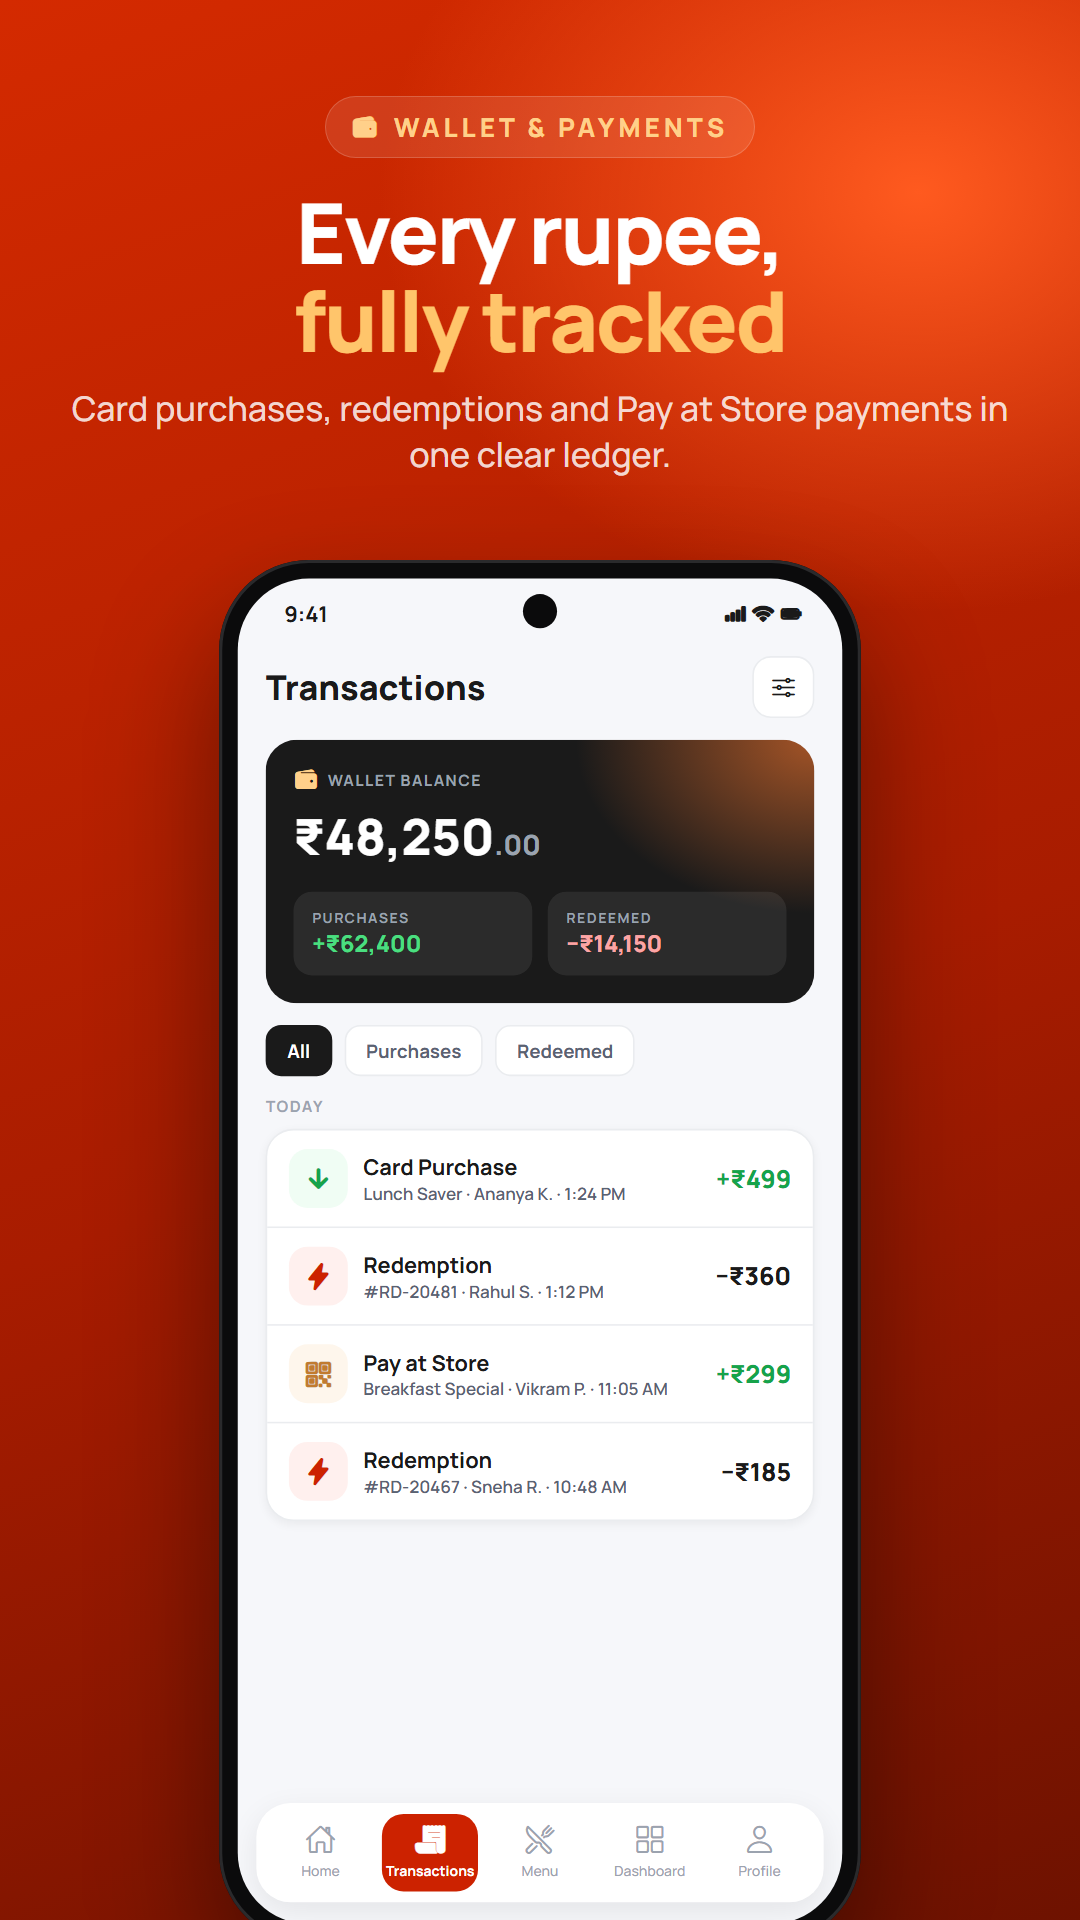 WALLET & PAYMENTS
Every rupee,
fully tracked
Card purchases, redemptions and Pay at Store payments in
one clear ledger.
9:41
Transactions
WALLET BALANCE
₹48,250.00
PURCHASES
+₹62,400
REDEEMED
−₹14,150
All
Purchases
Redeemed
TODAY
Card Purchase
Lunch Saver · Ananya K. · 1:24 PM
+₹499
Redemption
#RD-20481 · Rahul S. · 1:12 PM
−₹360
Pay at Store
Breakfast Special · Vikram P. · 11:05 AM
+₹299
Redemption
#RD-20467 · Sneha R. · 10:48 AM
−₹185
Home
Transactions
Menu
Dashboard
Profile